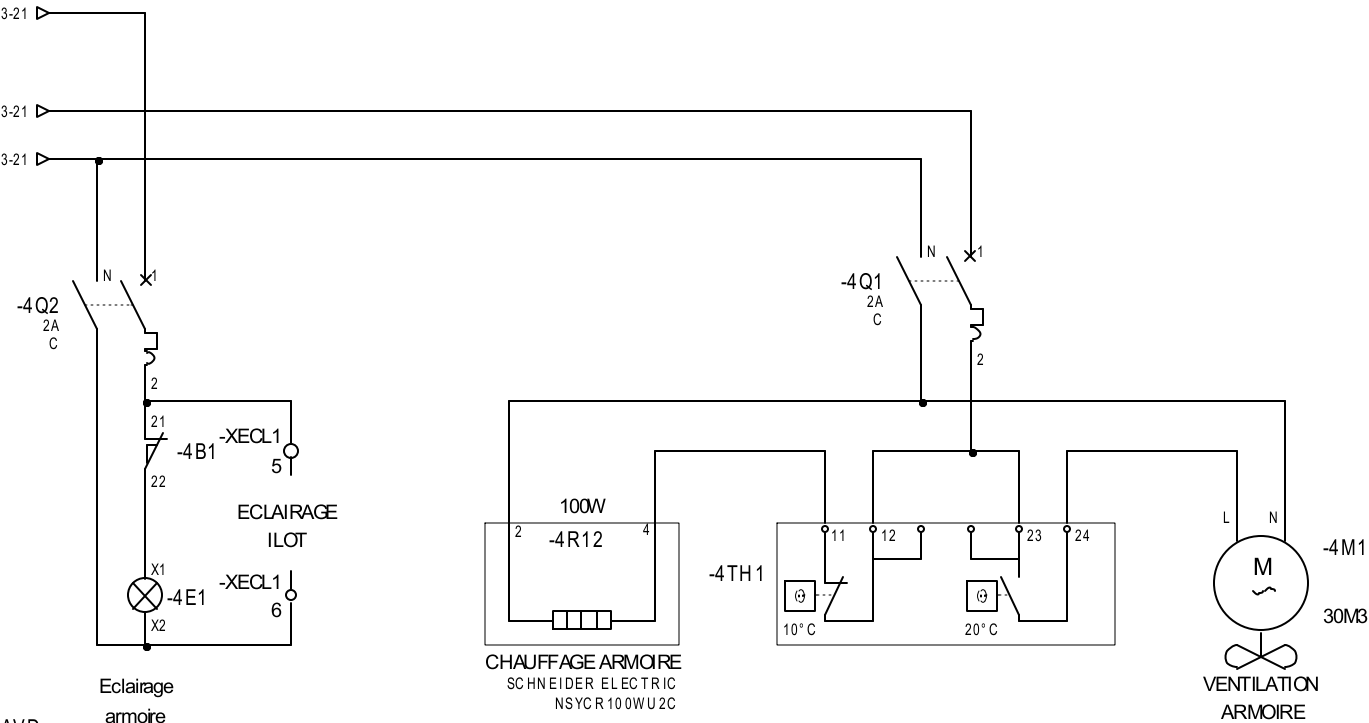 3-21
3-21
3-21
N
1
-4Q2
2A
C
2
21
-4B1
22
-XECL1
5
ECLAIRAGE
ILOT
-XECL1
6
X1
-4E1
X2
Eclairage
armoire
N
1
-4Q1
2A
C
2
100W
2
-4R12
4
CHAUFFAGE ARMOIRE
SCHNEIDER ELECTRIC
NSYCR100WU2C
-4TH1
11
12
23
24
10°C
20°C
L
N
M
-4M1
30M3
VENTILATION
ARMOIRE